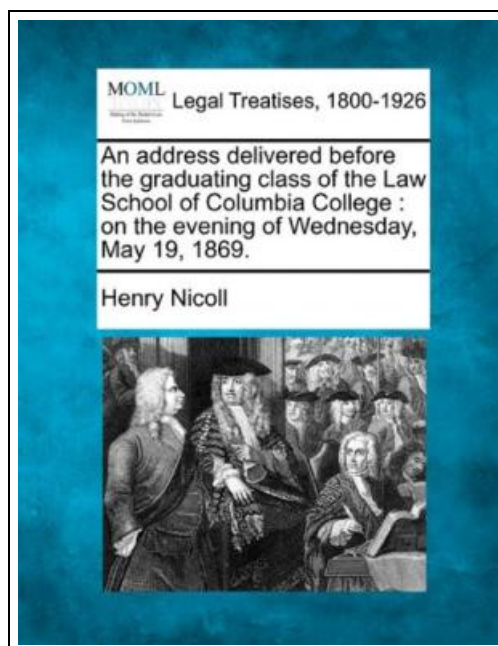 MOML
Legal Treatises, 1800-1926
An address delivered before
the graduating class of the Law
School of Columbia College :
on the evening of Wednesday,
May 19, 1869.
Henry Nicoll